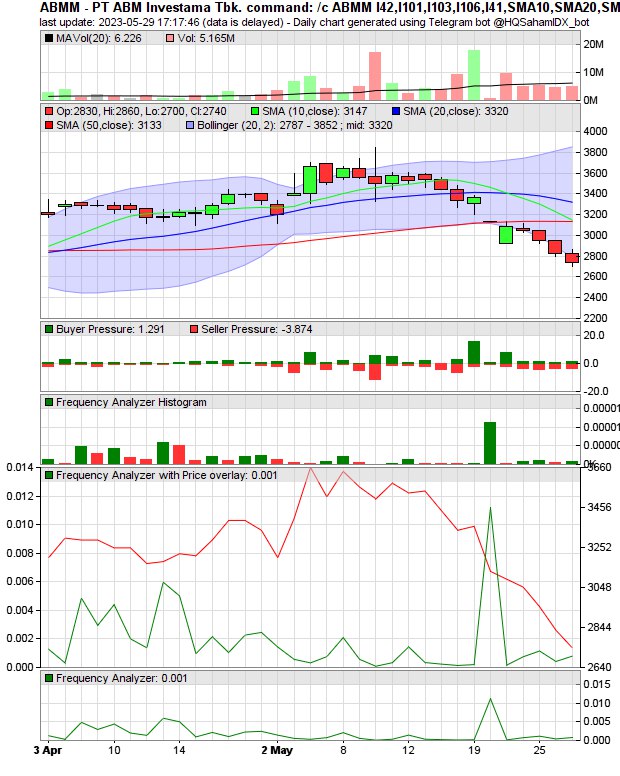 ABMM - PT ABM Investama Tbk. command: /c ABMM I42,I101,I103,I106,I41,SMA10,SMA20,SM
last update: 2023-05-29 17:17:46 (data is delayed) - Daily chart generated using Telegram bot @HQSahamIDX_bot
MAVol(20): 6.226 Vol: 5.165M
20M
10M
0M
Op:2830, Hi:2860, Lo:2700, Cl:2740 SMA (10,close): 3147 SMA (20,close): 3320
SMA (50,close): 3133 Bollinger (20, 2): 2787 - 3852 ; mid: 3320
4000
3800
3600
3400
3200
3000
2800
2600
2400
2200
Buyer Pressure: 1.291 Seller Pressure: -3.874
20.0
0.0
-20.0
Frequency Analyzer Histogram
0.00001
0.00001
0.00000
0K
0.014 3660
Frequency Analyzer with Price overlay: 0.001
0.012 3456
0.010 3252
0.008
0.006 3048
0.004 2844
0.002
0.000 2640
Frequency Analyzer: 0.001
0.015
0.010
0.005
0.000
3 Apr 10 14 2 May 8 12 19 25